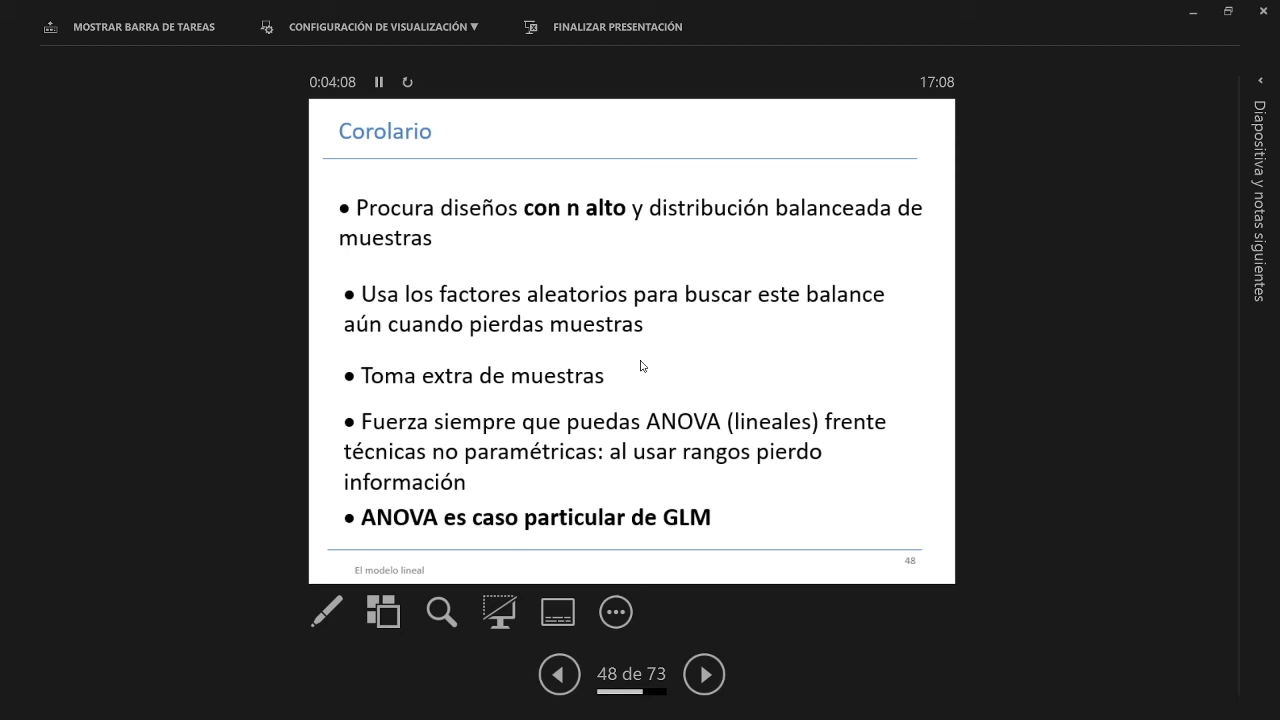 MOSTRAR BARRA DE TAREAS
CONFIGURACIÓN DE VISUALIZACIÓN ▼
FINALIZAR PRESENTACIÓN
0:04:08
17:08
Corolario
• Procura diseños con n alto y distribución balanceada de
muestras
• Usa los factores aleatorios para buscar este balance
aún cuando pierdas muestras
• Toma extra de muestras
• Fuerza siempre que puedas ANOVA (lineales) frente
técnicas no paramétricas: al usar rangos pierdo
información
• ANOVA es caso particular de GLM
El modelo lineal
48
48 de 73
Diapositiva y notas siguientes